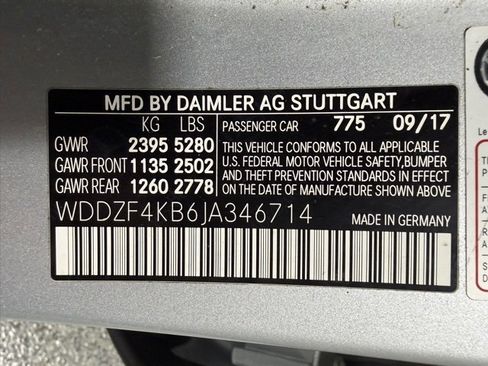 MFD BY DAIMLER AG STUTTGART
KG LBS
GVWR 2395 5280
GAWR FRONT 1135 2502
GAWR REAR 1260 2778
PASSENGER CAR 775 09/17
THIS VEHICLE CONFORMS TO ALL APPLICABLE
U.S. FEDERAL MOTOR VEHICLE SAFETY, BUMPER
AND THEFT PREVENTION STANDARDS IN EFFECT
ON THE DATE OF MANUFACTURE SHOWN ABOVE
WDDZF4KB6JA346714
MADE IN GERMANY
Le